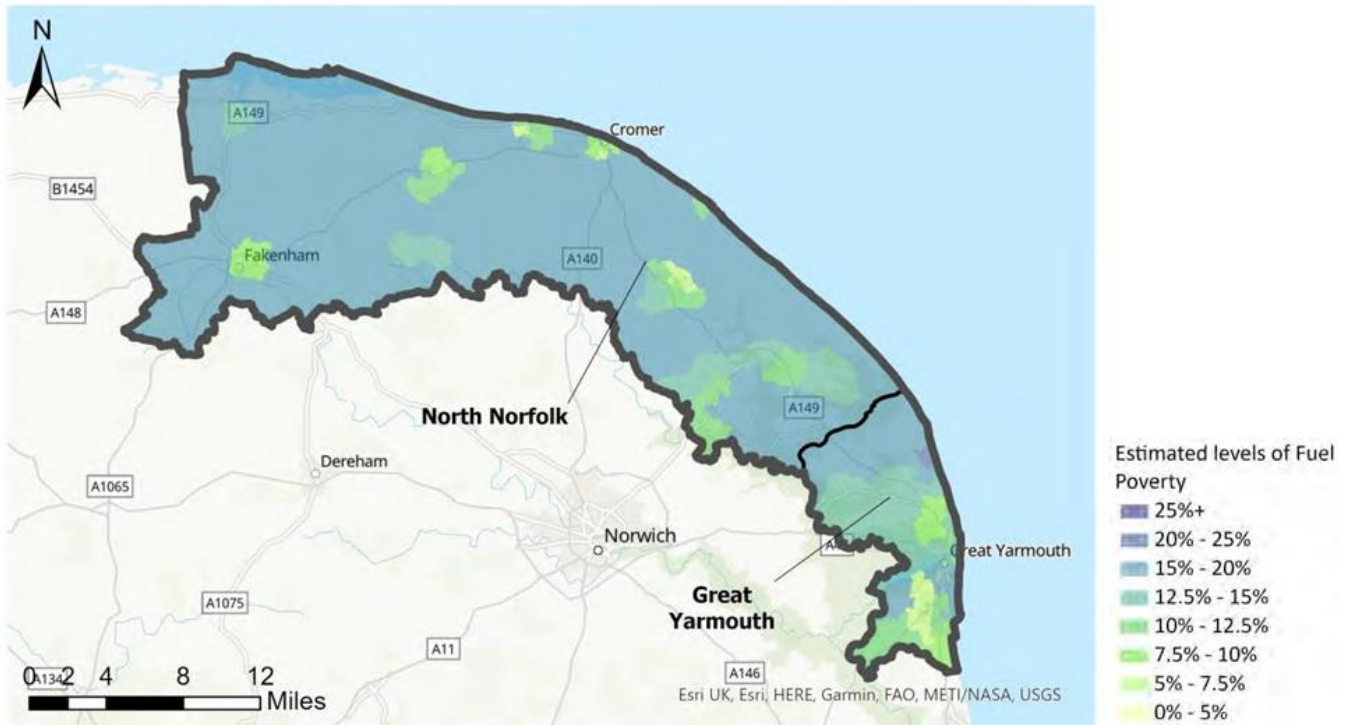 N
A149
Cromer
B1454
Fakenham
A140
A148
North Norfolk
A149
Dereham
A1065
Norwich
Great Yarmouth
Great
Yarmouth
A1075
A11
A146
A134
0 2 4 8 12
Miles
Esri UK, Esri, HERE, Garmin, FAO, METI/NASA, USGS
Estimated levels of Fuel
Poverty
25%+
20% - 25%
15% - 20%
12.5% - 15%
10% - 12.5%
7.5% - 10%
5% - 7.5%
0% - 5%